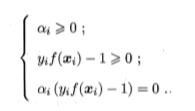 αᵢ ⩾ 0 ;
yᵢf(𝒙ᵢ) − 1 ⩾ 0 ;
αᵢ (yᵢf(𝒙ᵢ) − 1) = 0 ..